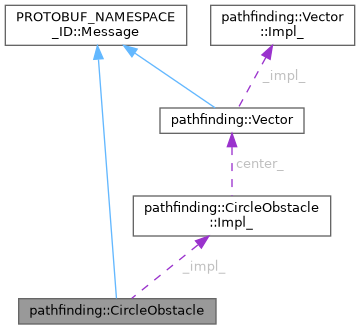 PROTOBUF_NAMESPACE
_ID::Message
pathfinding::Vector
::Impl_
_impl_
pathfinding::Vector
center_
pathfinding::CircleObstacle
::Impl_
_impl_
pathfinding::CircleObstacle